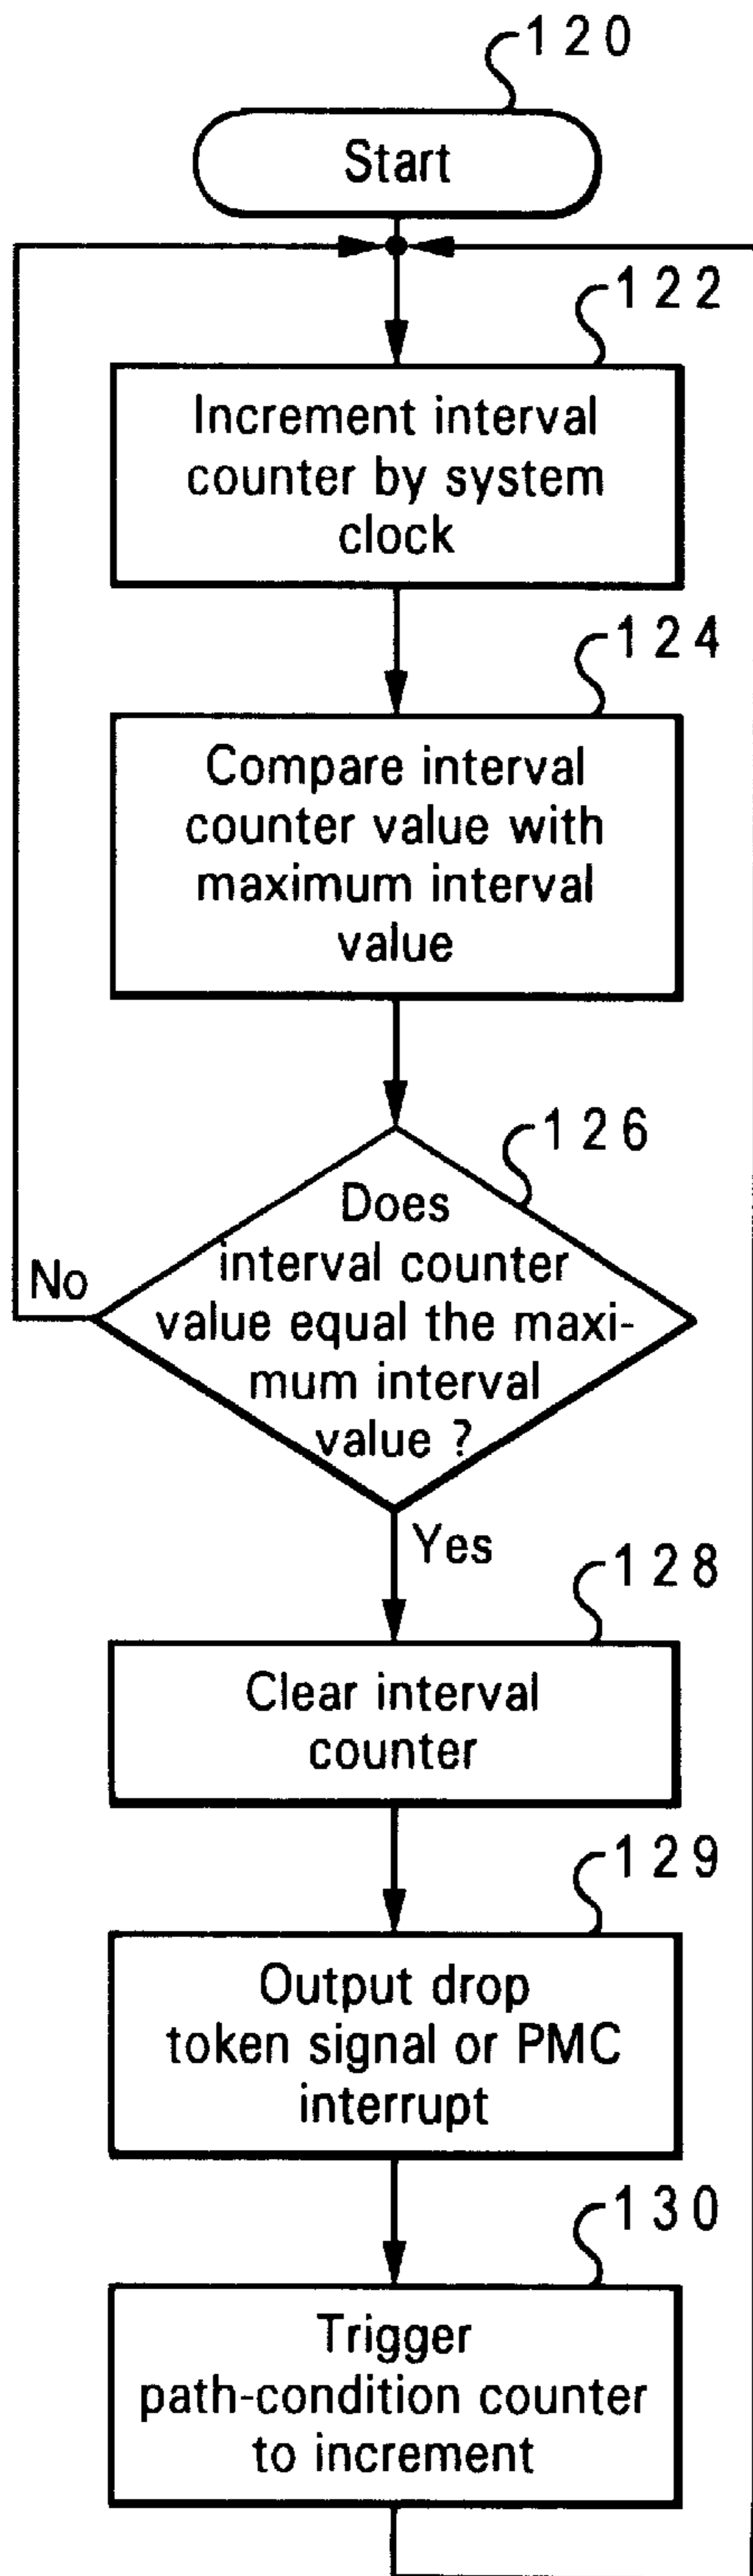 120
Start
122
Increment interval
counter by system
clock
124
Compare interval
counter value with
maximum interval
value
126
Does
interval counter
value equal the maxi-
mum interval
value ?
No
Yes
128
Clear interval
counter
129
Output drop
token signal or PMC
interrupt
130
Trigger
path-condition counter
to increment